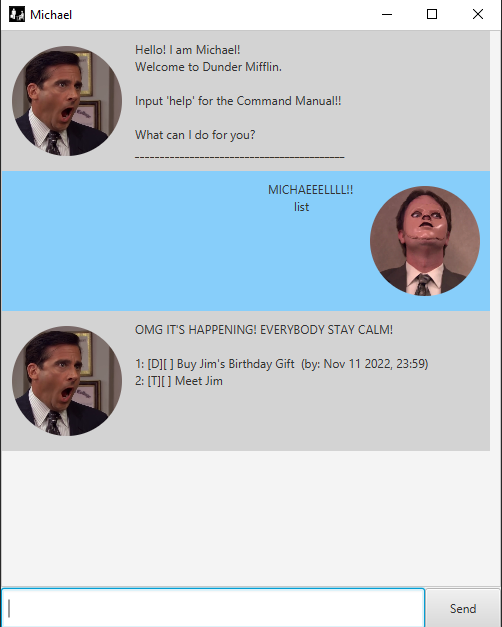 Michael
Hello! I am Michael!
Welcome to Dunder Mifflin.
Input 'help' for the Command Manual!!
What can I do for you?
__________________________________________
MICHAEEELLLL!!
list
OMG IT'S HAPPENING! EVERYBODY STAY CALM!
1: [D][ ] Buy Jim's Birthday Gift  (by: Nov 11 2022, 23:59)
2: [T][ ] Meet Jim
Send